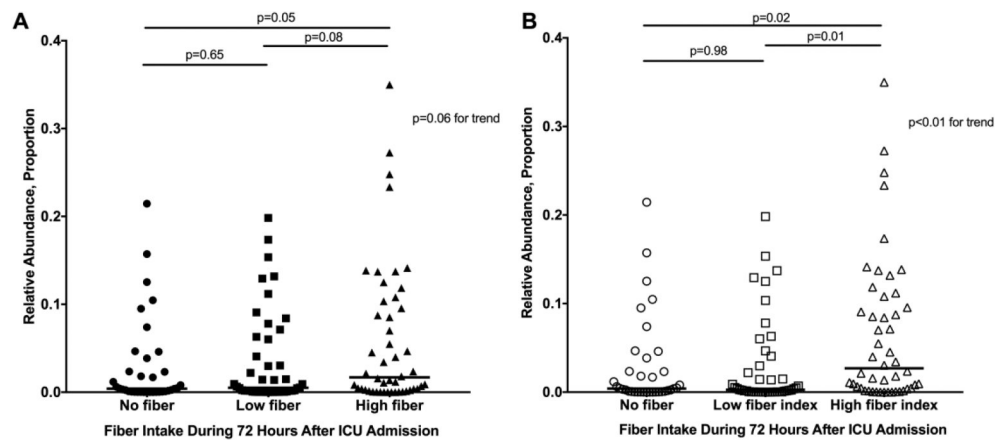 A
p=0.05
p=0.08
p=0.65
p=0.06 for trend
0.4
0.3
0.2
0.1
0.0
Relative Abundance, Proportion
No fiber
Low fiber
High fiber
Fiber Intake During 72 Hours After ICU Admission
B
p=0.02
p=0.01
p=0.98
p<0.01 for trend
0.4
0.3
0.2
0.1
0.0
Relative Abundance, Proportion
No fiber
Low fiber index
High fiber index
Fiber Intake During 72 Hours After ICU Admission